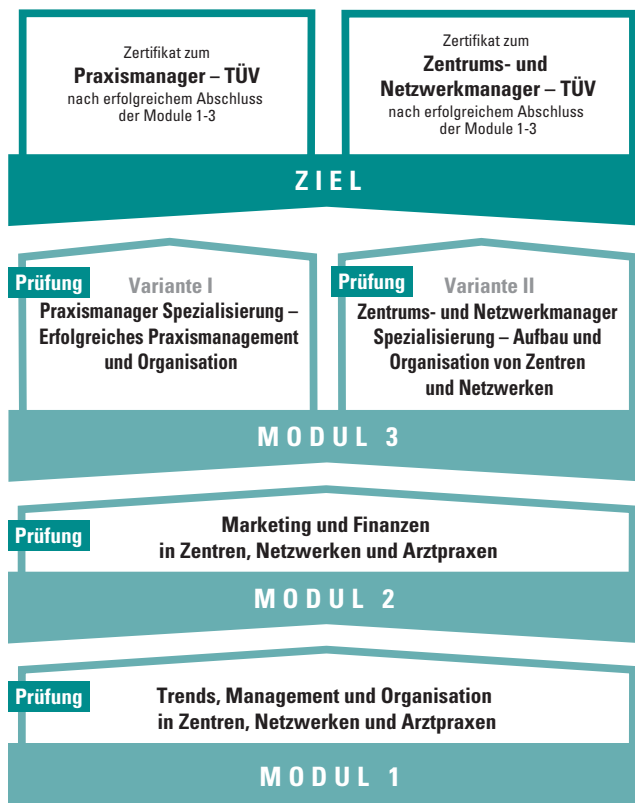 Zertifikat zum
Praxismanager – TÜV
nach erfolgreichem Abschluss
der Module 1-3
Zertifikat zum
Zentrums- und
Netzwerkmanager – TÜV
nach erfolgreichem Abschluss
der Module 1-3
ZIEL
Prüfung
Variante I
Praxismanager Spezialisierung –
Erfolgreiches Praxismanagement
und Organisation
Prüfung
Variante II
Zentrums- und Netzwerkmanager
Spezialisierung – Aufbau und
Organisation von Zentren
und Netzwerken
MODUL 3
Prüfung
Marketing und Finanzen
in Zentren, Netzwerken und Arztpraxen
MODUL 2
Prüfung
Trends, Management und Organisation
in Zentren, Netzwerken und Arztpraxen
MODUL 1